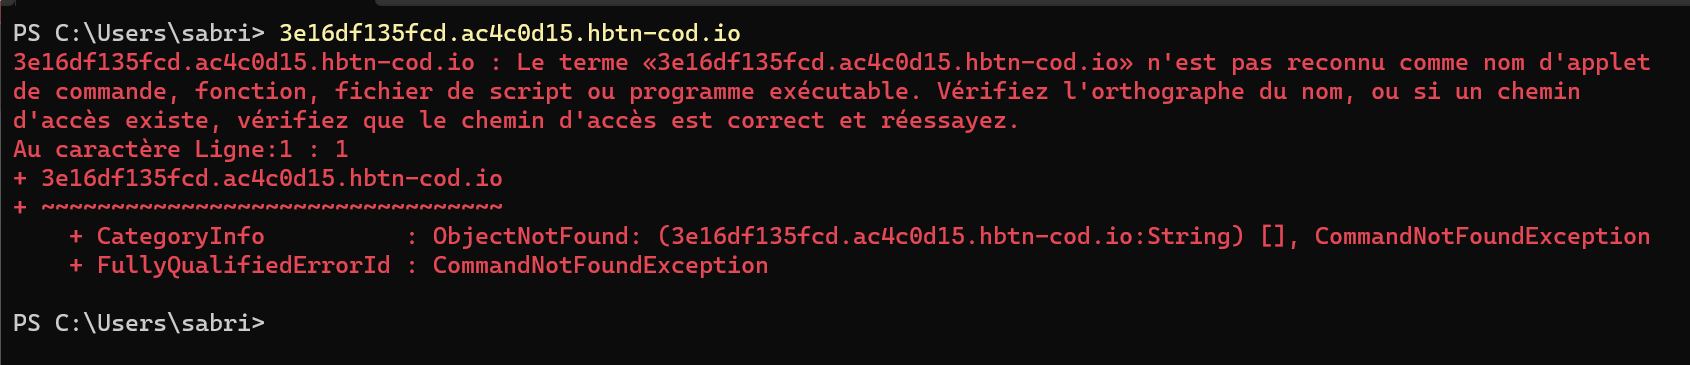 PS C:\Users\sabri> 3e16df135fcd.ac4c0d15.hbtn-cod.io
3e16df135fcd.ac4c0d15.hbtn-cod.io : Le terme «3e16df135fcd.ac4c0d15.hbtn-cod.io» n'est pas reconnu comme nom d'applet
de commande, fonction, fichier de script ou programme exécutable. Vérifiez l'orthographe du nom, ou si un chemin
d'accès existe, vérifiez que le chemin d'accès est correct et réessayez.
Au caractère Ligne:1 : 1
+ 3e16df135fcd.ac4c0d15.hbtn-cod.io
+ ~~~~~~~~~~~~~~~~~~~~~~~~~~~~~~~~~
    + CategoryInfo          : ObjectNotFound: (3e16df135fcd.ac4c0d15.hbtn-cod.io:String) [], CommandNotFoundException
    + FullyQualifiedErrorId : CommandNotFoundException
PS C:\Users\sabri>